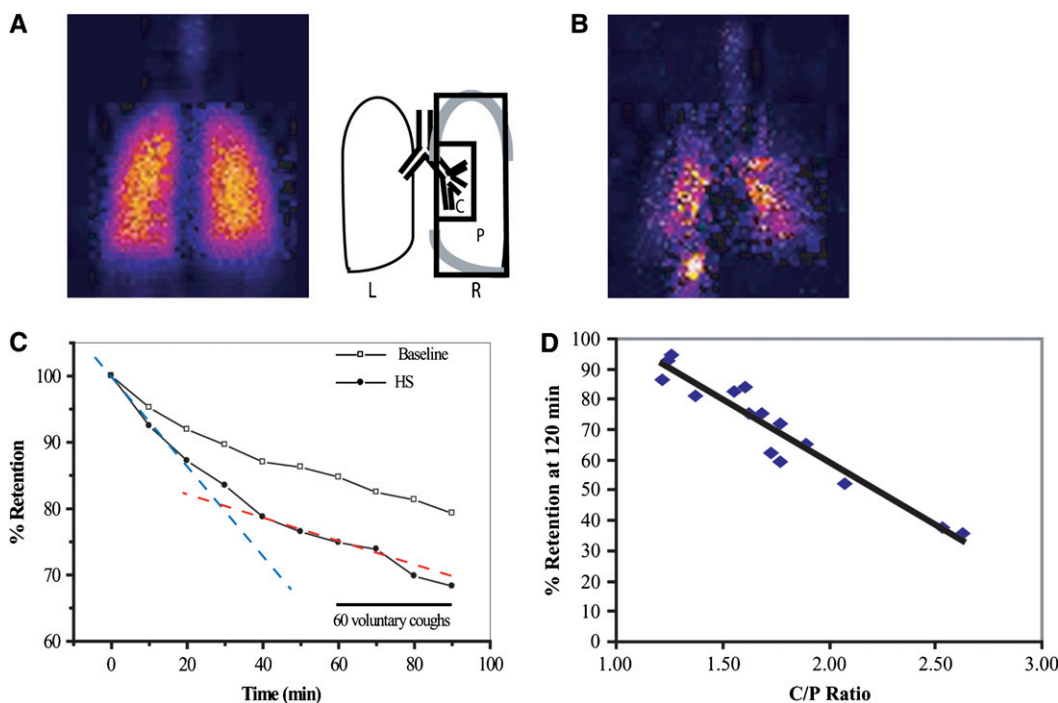 A
B
C
P
L
R
C
Baseline
HS
100
90
80
70
60
% Retention
60 voluntary coughs
0
20
40
60
80
100
Time (min)
D
100
90
80
70
60
50
40
30
20
10
0
% Retention at 120 min
1.00
1.50
2.00
2.50
3.00
C/P Ratio